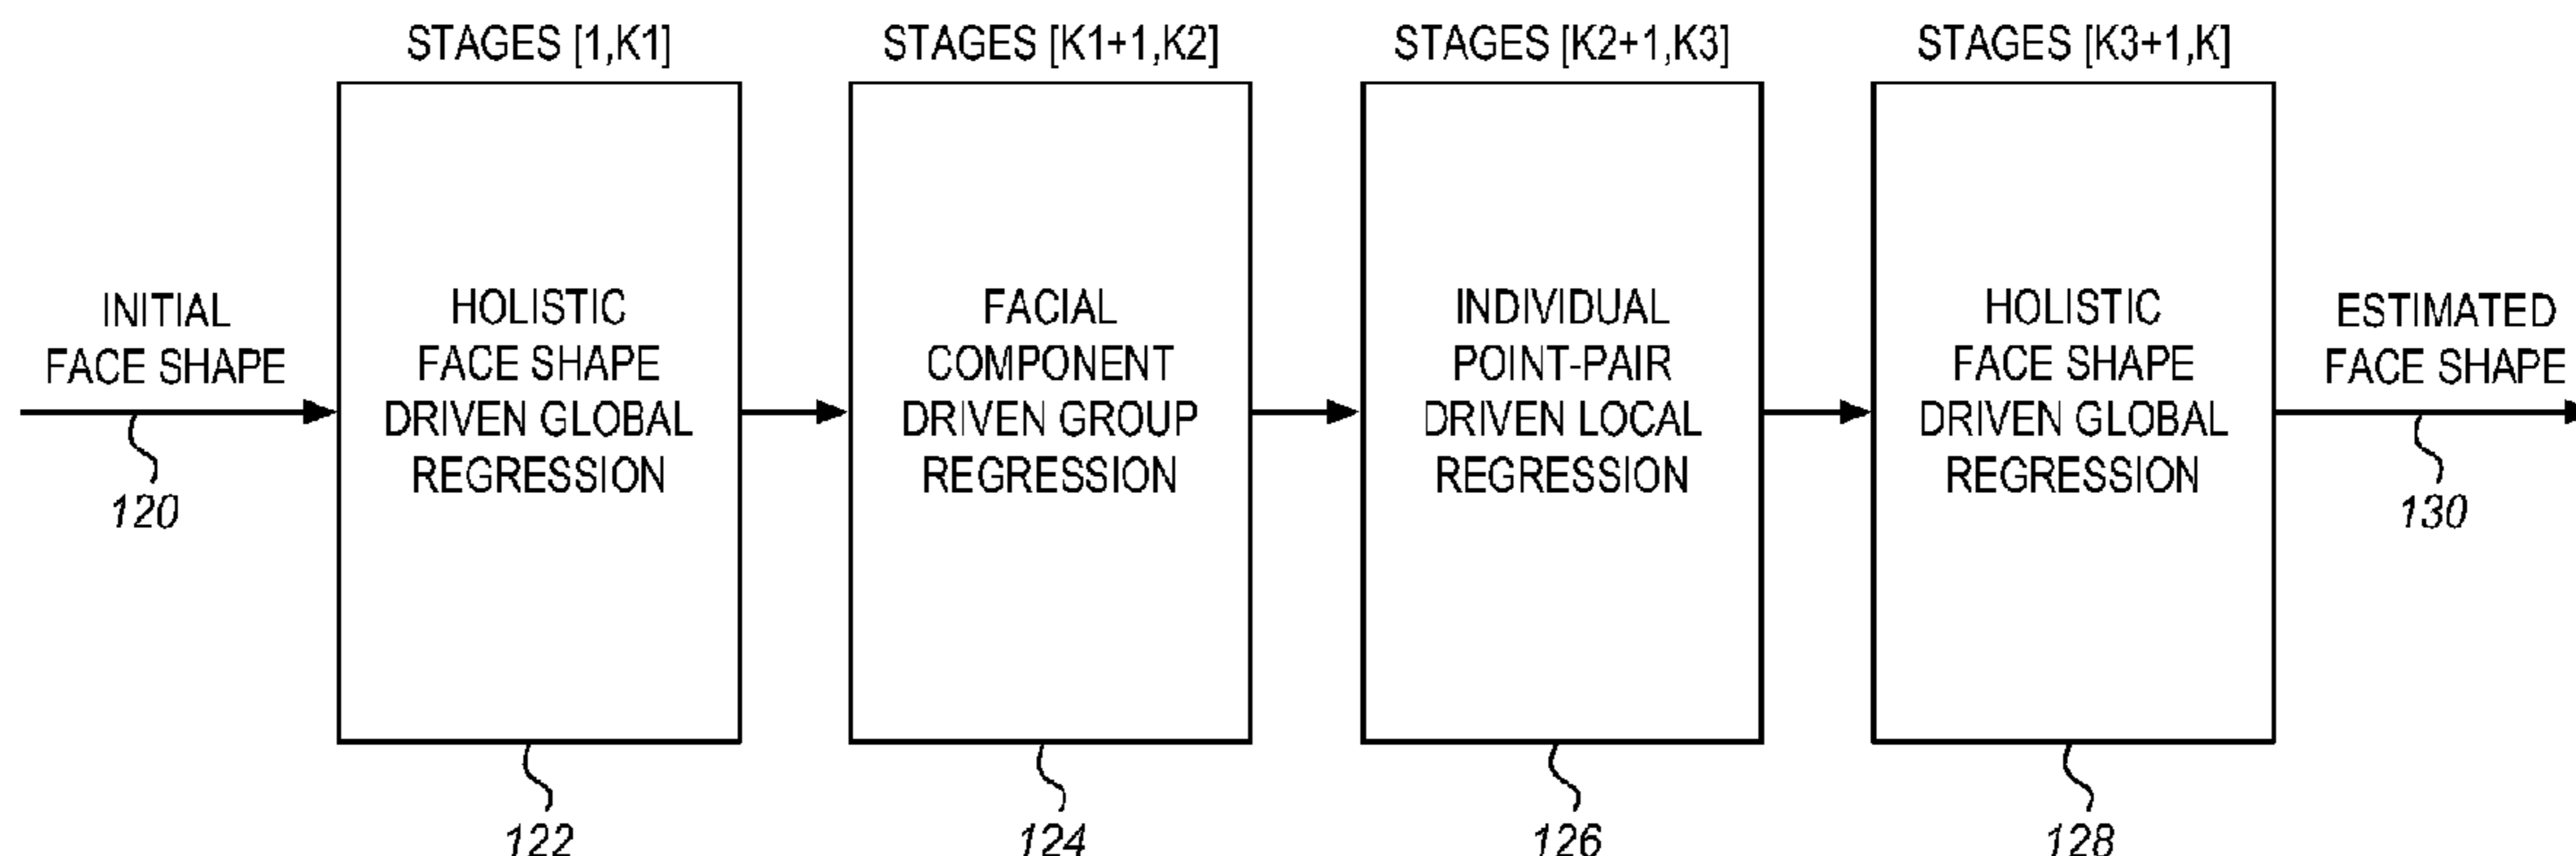 STAGES [1,K1]
STAGES [K1+1,K2]
STAGES [K2+1,K3]
STAGES [K3+1,K]
INITIAL
FACE SHAPE
120
HOLISTIC
FACE SHAPE
DRIVEN GLOBAL
REGRESSION
122
FACIAL
COMPONENT
DRIVEN GROUP
REGRESSION
124
INDIVIDUAL
POINT-PAIR
DRIVEN LOCAL
REGRESSION
126
HOLISTIC
FACE SHAPE
DRIVEN GLOBAL
REGRESSION
128
ESTIMATED
FACE SHAPE
130